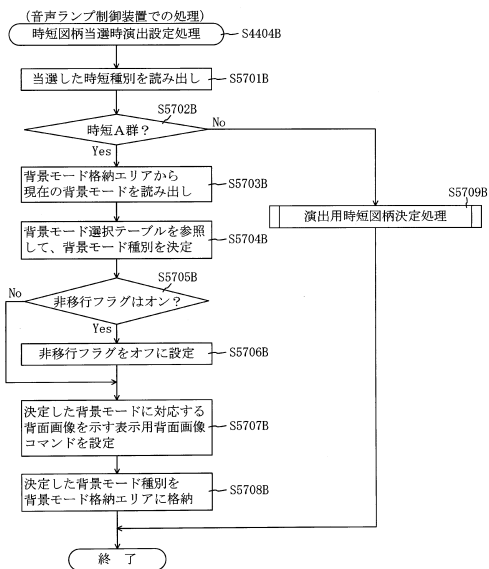 (音声ランプ制御装置での処理)
時短図柄当選時演出設定処理
S4404B
当選した時短種別を読み出し
S5701B
S5702B
時短A群?
No
Yes
背景モード格納エリアから
現在の背景モードを読み出し
S5703B
S5709B
演出用時短図柄決定処理
背景モード選択テーブルを参照
して、背景モード種別を決定
S5704B
S5705B
No
非移行フラグはオン?
Yes
非移行フラグをオフに設定
S5706B
決定した背景モードに対応する
背面画像を示す表示用背面画像
コマンドを設定
S5707B
決定した背景モード種別を
背景モード格納エリアに格納
S5708B
終 了